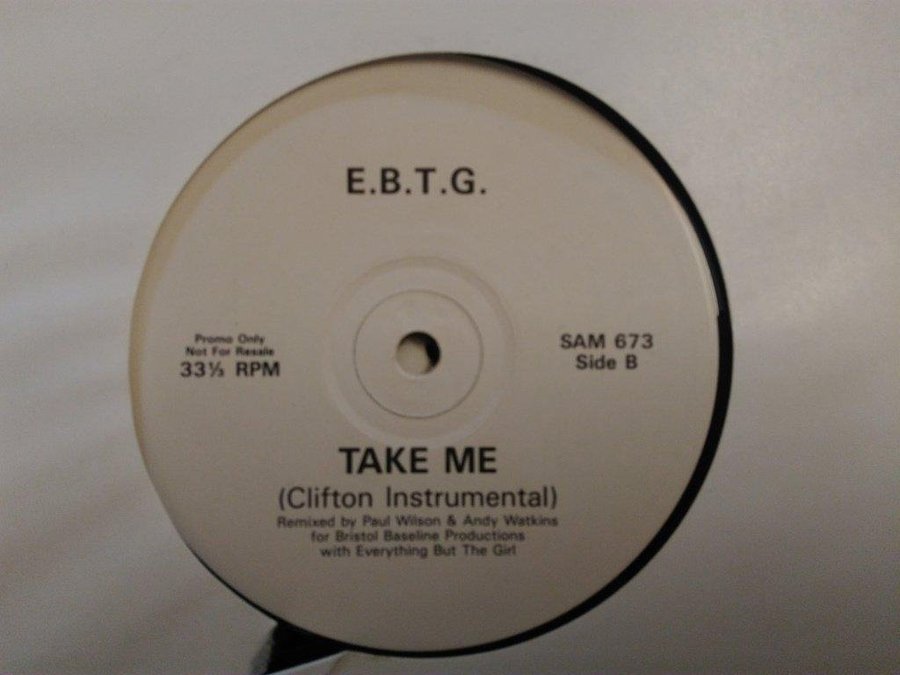 E.B.T.G.
Promo Only
Not For Resale
33⅓ RPM
SAM 673
Side B
TAKE ME
(Clifton Instrumental)
Remixed by Paul Wilson & Andy Watkins
for Bristol Baseline Productions
with Everything But The Girl